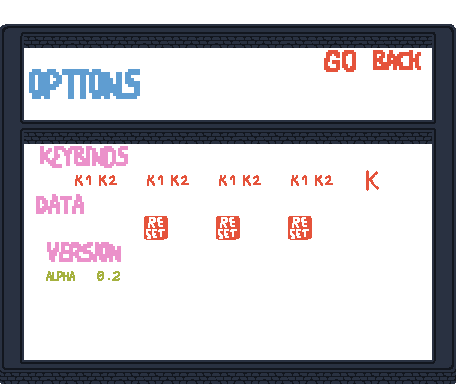 GO BACK
OPTIONS
KEYBINDS
K1 K2 K1 K2 K1 K2 K1 K2 K
DATA
RE SET RE SET RE SET
VERSION
ALPHA 0.2